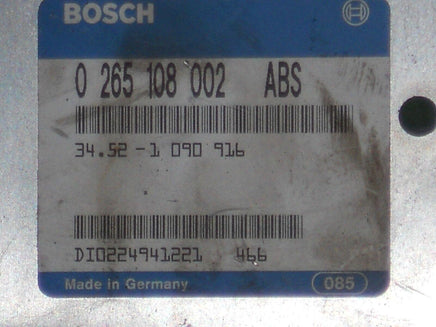 BOSCH
0 265 108 002 ABS
34.52-1 090 916
DI0224941221 466
Made in Germany 085